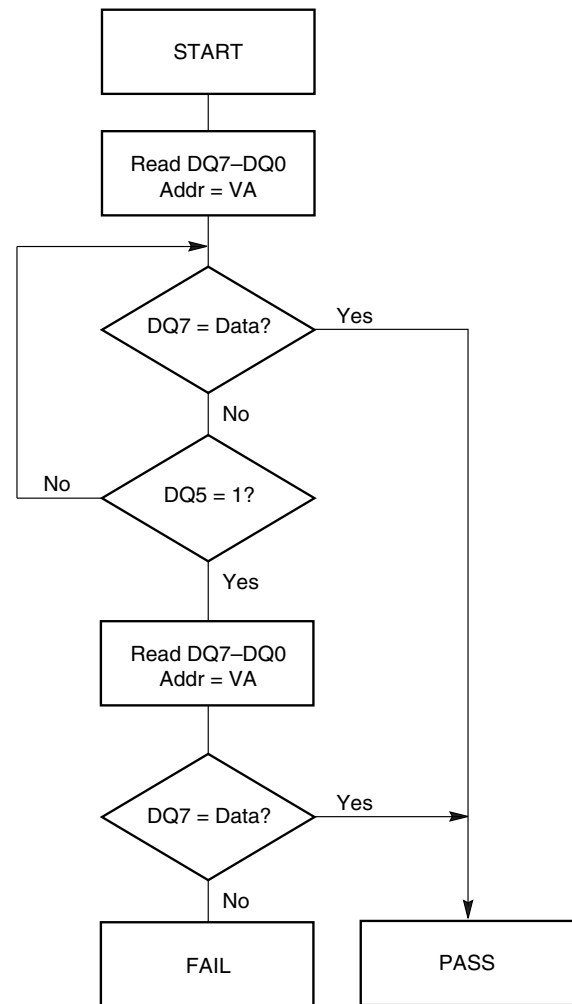 START
Read DQ7–DQ0
Addr = VA
DQ7 = Data?
Yes
No
No
DQ5 = 1?
Yes
Read DQ7–DQ0
Addr = VA
DQ7 = Data?
Yes
No
FAIL
PASS